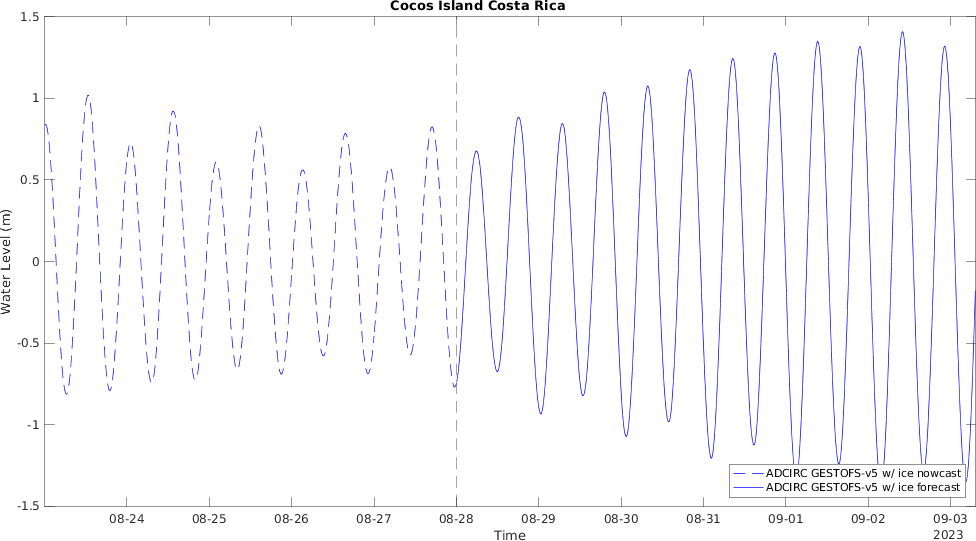 Cocos Island Costa Rica
1.5
1
0.5
0
-0.5
-1
-1.5
Water Level (m)
ADCIRC GESTOFS-v5 w/ ice nowcast
ADCIRC GESTOFS-v5 w/ ice forecast
08-24 08-25 08-26 08-27 08-28 08-29 08-30 08-31 09-01 09-02 09-03
Time 2023